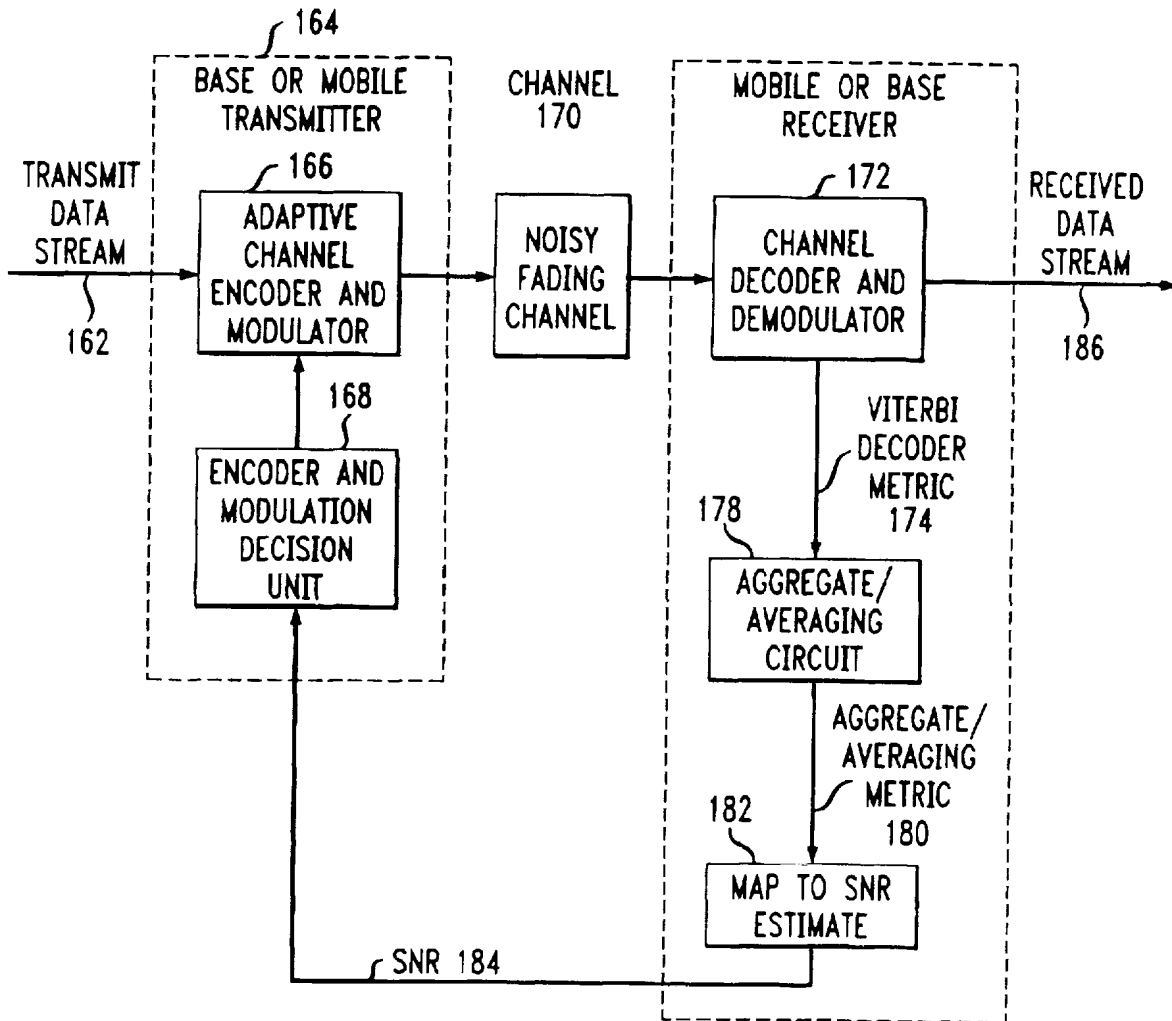 164
BASE OR MOBILE
TRANSMITTER
CHANNEL
170
MOBILE OR BASE
RECEIVER
TRANSMIT
DATA
STREAM
162
166
ADAPTIVE
CHANNEL
ENCODER AND
MODULATOR
NOISY
FADING
CHANNEL
172
CHANNEL
DECODER AND
DEMODULATOR
RECEIVED
DATA
STREAM
186
168
ENCODER AND
MODULATION
DECISION
UNIT
VITERBI
DECODER
METRIC
174
178
AGGREGATE/
AVERAGING
CIRCUIT
AGGREGATE/
AVERAGING
METRIC
180
182
MAP TO SNR
ESTIMATE
SNR 184